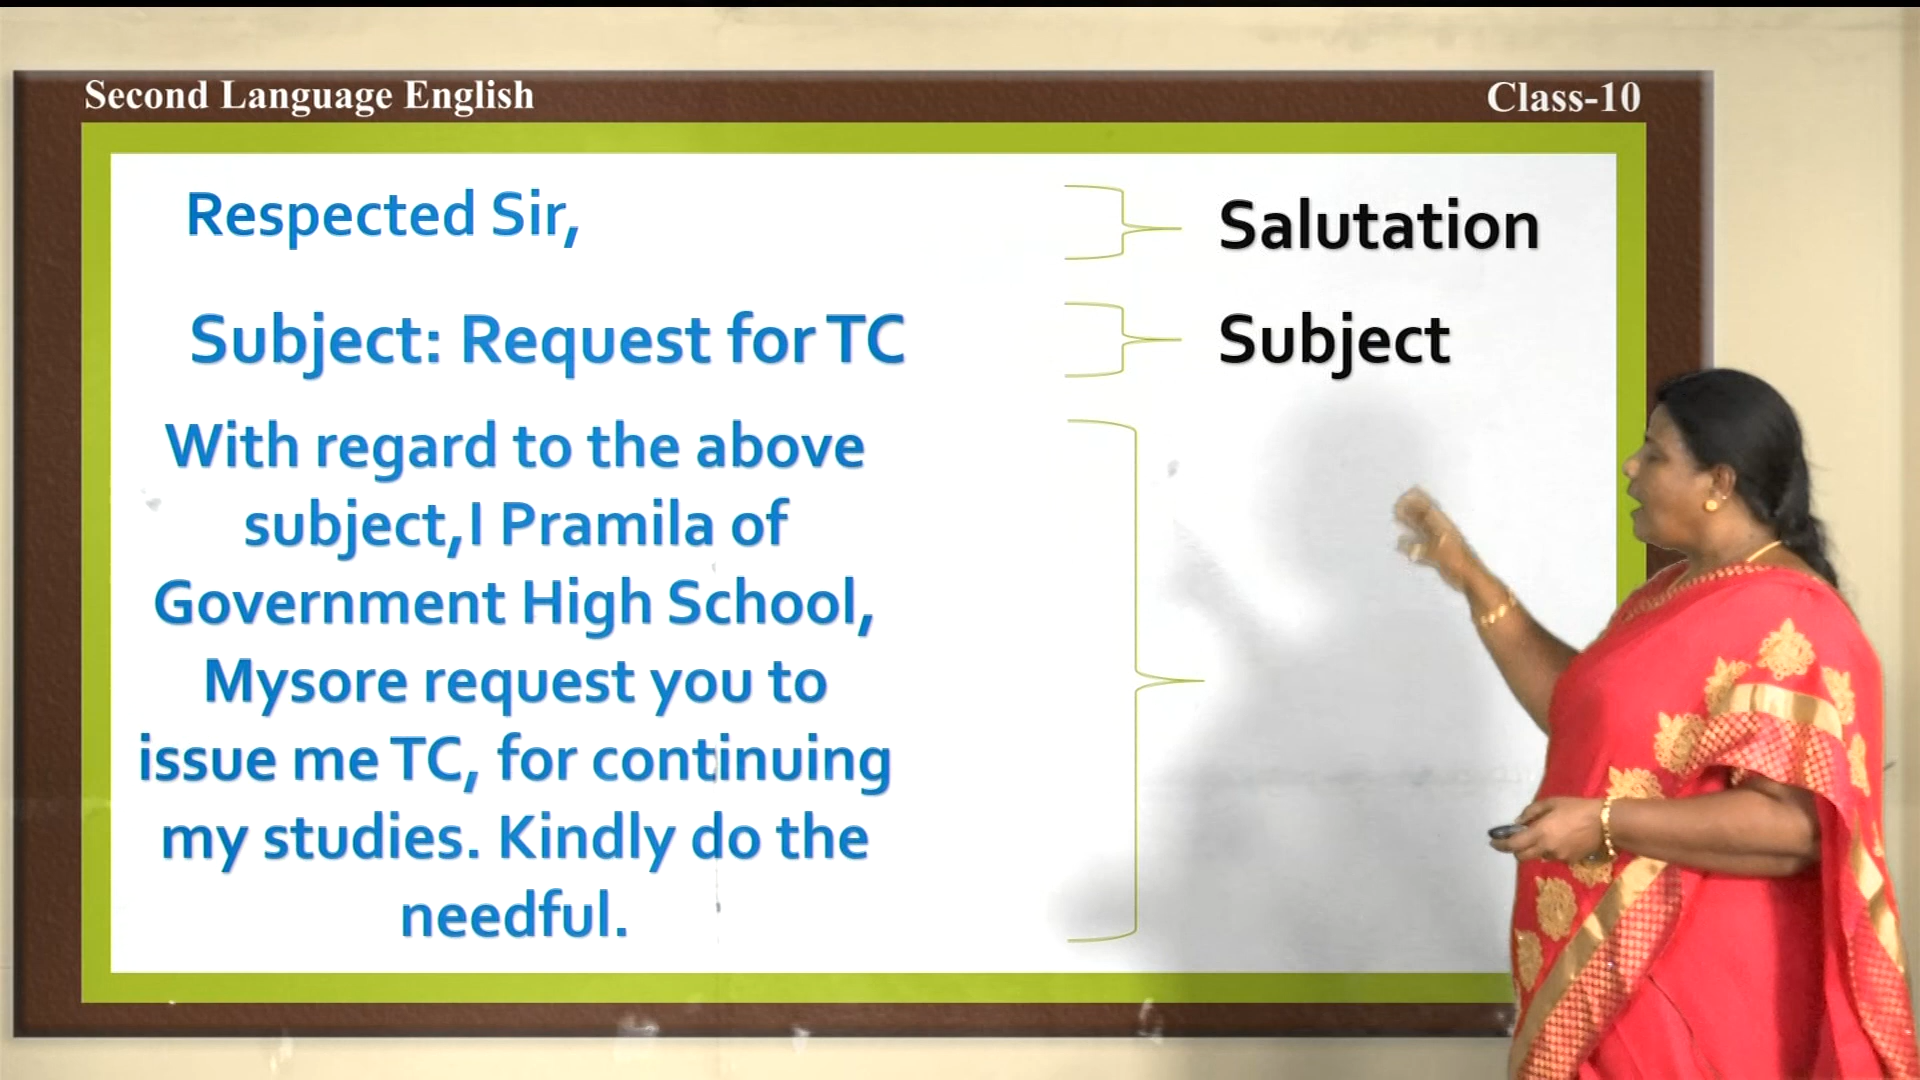 Second Language English
Class-10
Respected Sir,
Salutation
Subject: Request for TC
Subject
With regard to the above
subject,I Pramila of
Government High School,
Mysore request you to
issue me TC, for continuing
my studies. Kindly do the
needful.